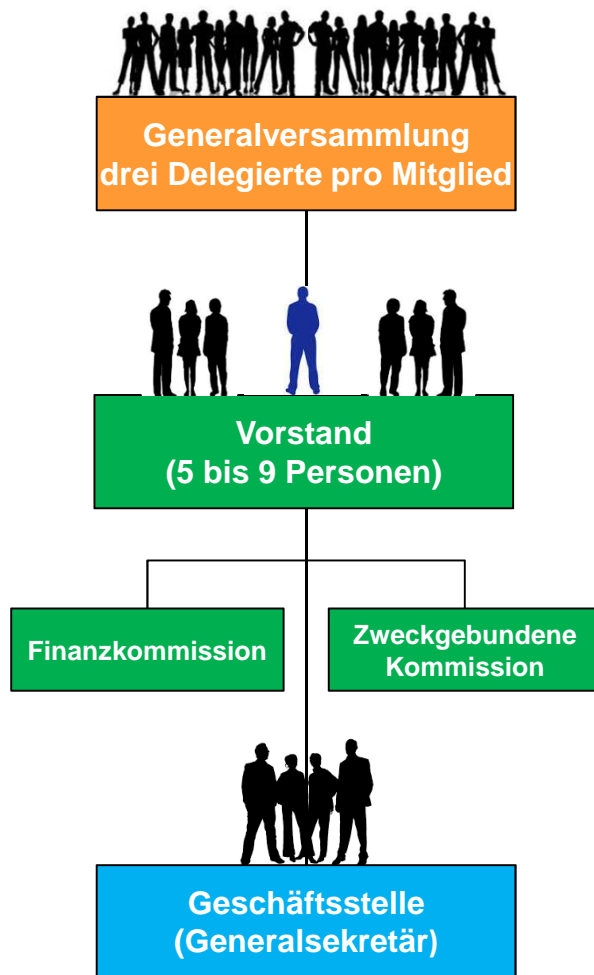 Generalversammlung
drei Delegierte pro Mitglied
Vorstand
(5 bis 9 Personen)
Finanzkommission
Zweckgebundene
Kommission
Geschäftsstelle
(Generalsekretär)